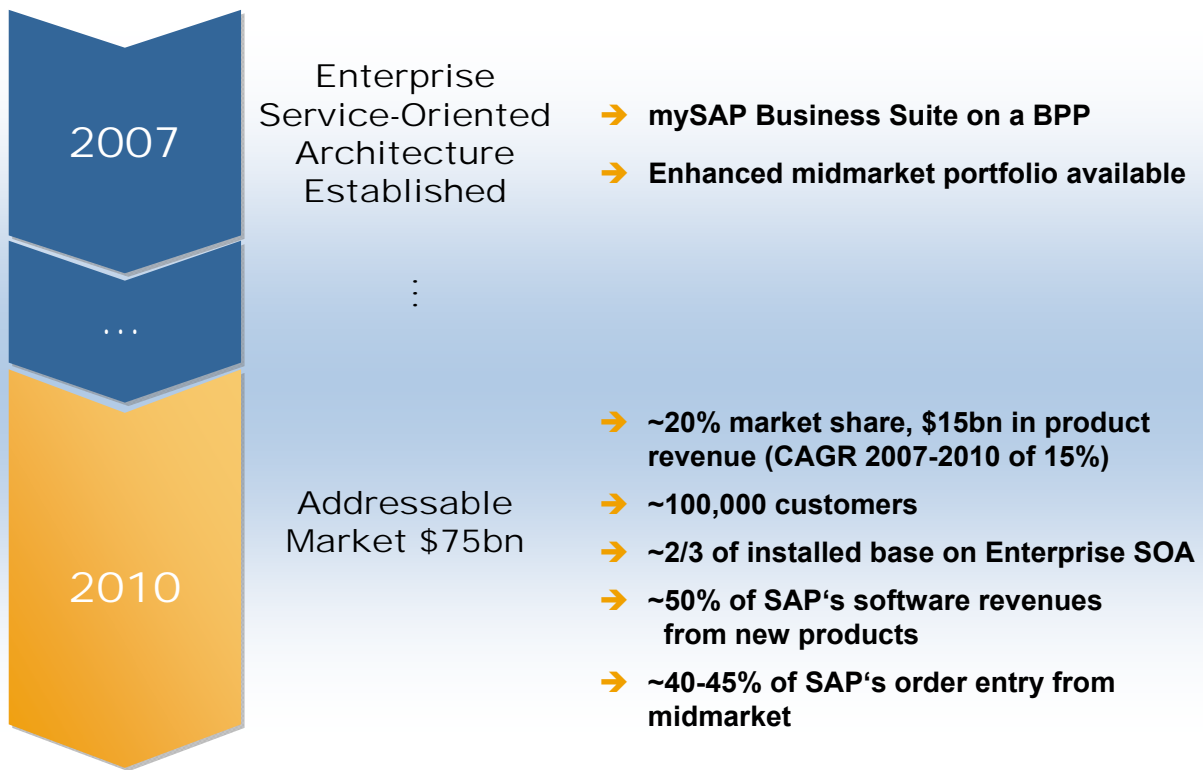 2007
Enterprise
Service-Oriented
Architecture
Established
➔ mySAP Business Suite on a BPP
➔ Enhanced midmarket portfolio available
...
...
2010
Addressable
Market $75bn
➔ ~20% market share, $15bn in product
revenue (CAGR 2007-2010 of 15%)
➔ ~100,000 customers
➔ ~2/3 of installed base on Enterprise SOA
➔ ~50% of SAP‘s software revenues
from new products
➔ ~40-45% of SAP‘s order entry from
midmarket